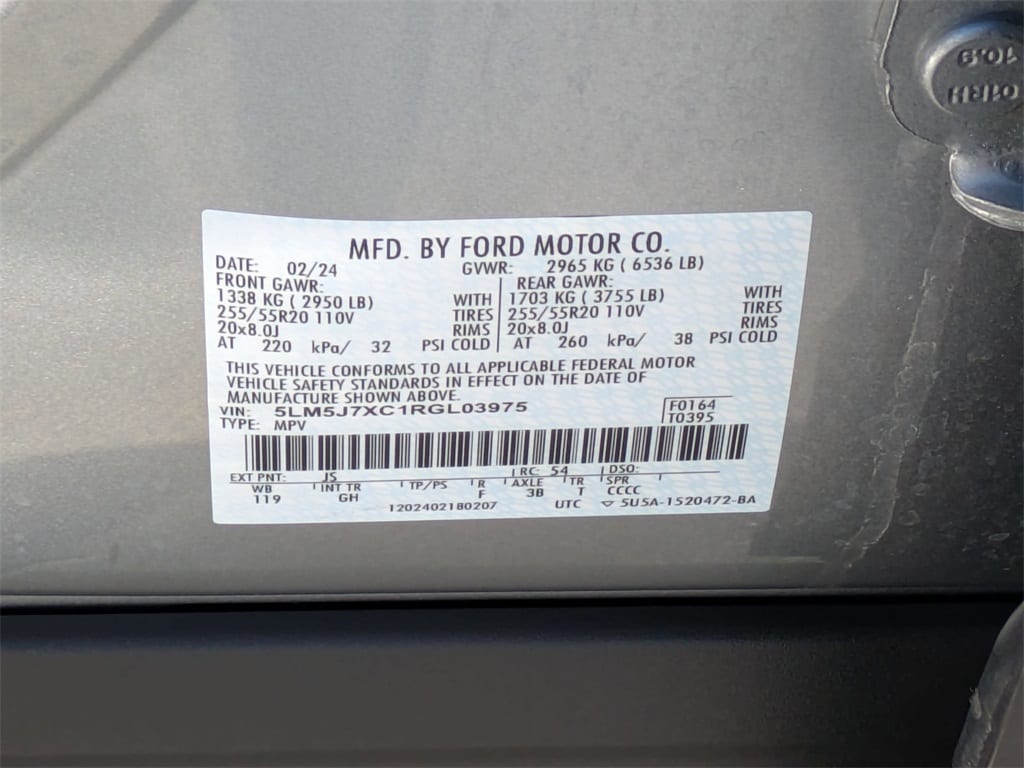 10.9
01RH
MFD. BY FORD MOTOR CO.
DATE: 02/24 GVWR: 2965 KG ( 6536 LB)
FRONT GAWR: REAR GAWR:
1338 KG ( 2950 LB) WITH 1703 KG ( 3755 LB) WITH
255/55R20 110V TIRES 255/55R20 110V TIRES
20x8.0J RIMS 20x8.0J RIMS
AT 220 kPa/ 32 PSI COLD AT 260 kPa/ 38 PSI COLD
THIS VEHICLE CONFORMS TO ALL APPLICABLE FEDERAL MOTOR
VEHICLE SAFETY STANDARDS IN EFFECT ON THE DATE OF
MANUFACTURE SHOWN ABOVE.
VIN: 5LM5J7XC1RGL03975 F0164
TYPE: MPV T0395
EXT PNT: JS RC: 54 DSO:
WB INT TR TP/PS R AXLE TR SPR
119 GH F 3B T CCCC
1202402180207 UTC ▽ 5U5A-1520472-BA